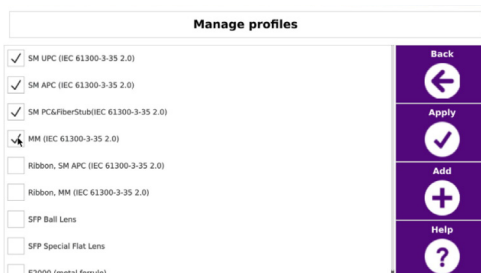 Manage profiles
SM UPC (IEC 61300-3-35 2.0)
SM APC (IEC 61300-3-35 2.0)
SM PC&FiberStub(IEC 61300-3-35 2.0)
MM (IEC 61300-3-35 2.0)
Ribbon, SM APC (IEC 61300-3-35 2.0)
Ribbon, MM (IEC 61300-3-35 2.0)
SFP Ball Lens
SFP Special Flat Lens
E2000 (metal ferrule)
Back
Apply
Add
Help